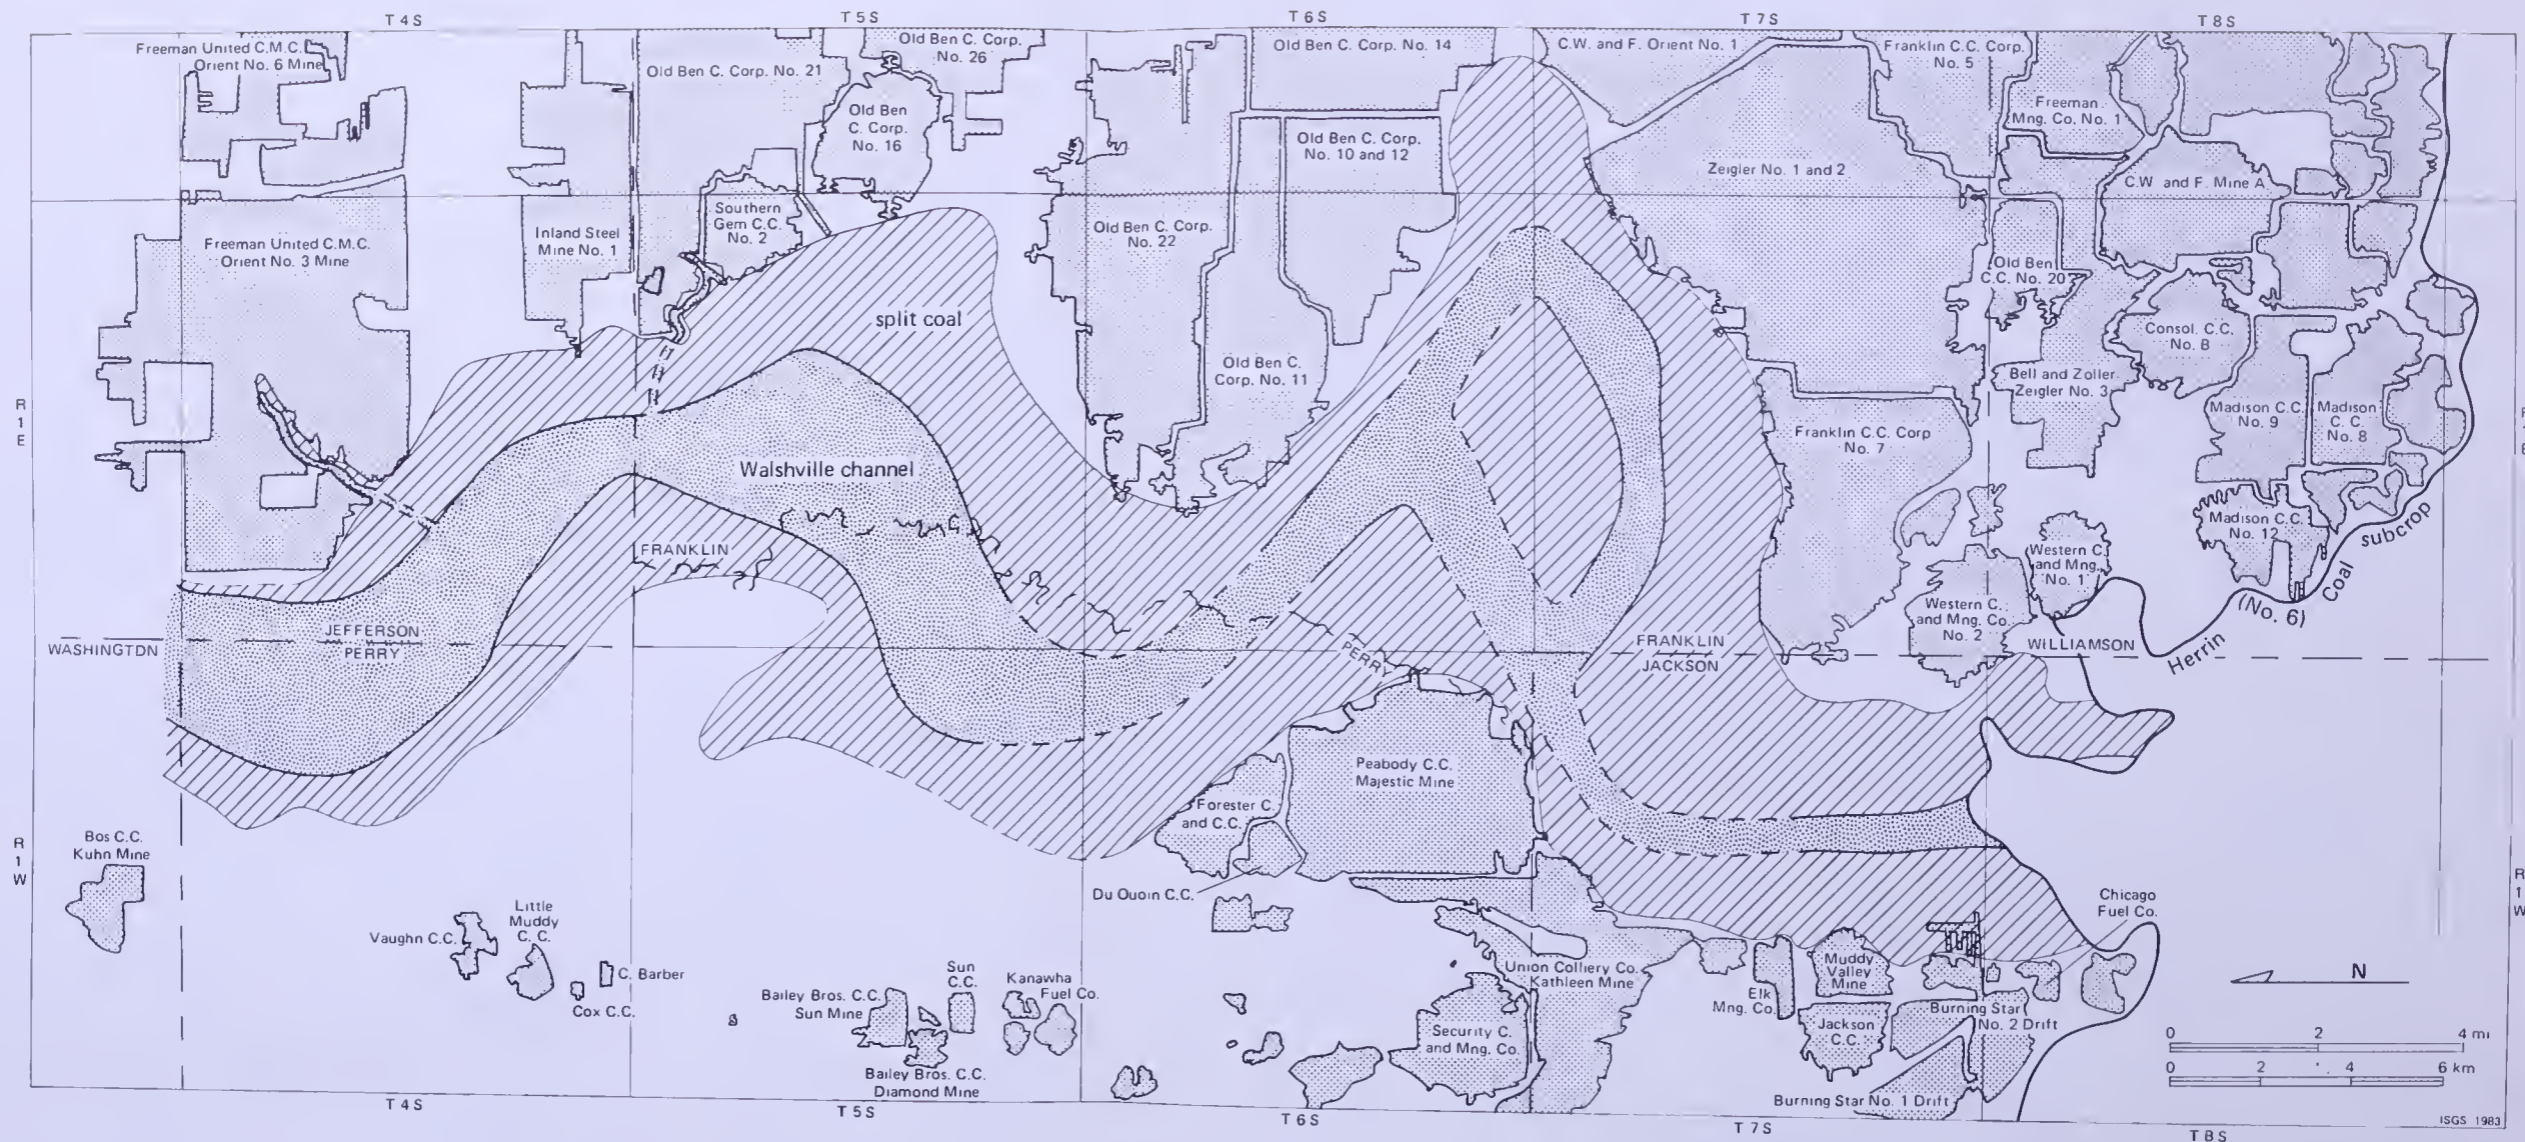 T 4 S
T 5 S
T 6 S
T 7 S
T 8 S
Freeman United C.M.C.
Orient No. 6 Mine
Old Ben C. Corp. No. 21
Old Ben C. Corp.
No. 26
Old Ben
C. Corp.
No. 16
Old Ben C. Corp. No. 14
Old Ben C. Corp.
No. 10 and 12
C.W. and F. Orient No. 1
Franklin C.C. Corp.
No. 5
Freeman
Mng. Co. No. 1
Zeigler No. 1 and 2
C.W. and F. Mine A
Freeman United C.M.C.
Orient No. 3 Mine
Inland Steel
Mine No. 1
Southern
Gem C.C.
No. 2
Old Ben C. Corp.
No. 22
Old Ben
C.C. No. 20
split coal
Consol. C.C.
No. 8
Old Ben C.
Corp. No. 11
Bell and Zoller
Zeigler No. 3
R
1
E
Madison C.C.
No. 9
Madison
C.C.
No. 8
Franklin C.C. Corp
No. 7
Walshville channel
Madison C.C.
No. 12
Western C.
and Mng.
No. 1
Western C.
and Mng. Co.
No. 2
Herrin
(No. 6)
Coal
subcrop
FRANKLIN
JEFFERSON
PERRY
WASHINGTON
PERRY
FRANKLIN
JACKSON
WILLIAMSON
Peabody C.C.
Majestic Mine
Forester C.
and C.C.
Du Quoin C.C.
R
1
W
R
1
W
Bos C.C.
Kuhn Mine
Vaughn C.C.
Little
Muddy
C. C.
C. Barber
Cox C.C.
Bailey Bros. C.C.
Sun Mine
Sun
C.C.
Kanawha
Fuel Co.
Bailey Bros. C.C.
Diamond Mine
Union Colliery Co.
Kathleen Mine
Security C.
and Mng. Co.
Elk
Mng. Co.
Muddy
Valley
Mine
Jackson
C.C.
Burning Star
No. 2 Drift
Burning Star No. 1 Drift
Chicago
Fuel Co.
N
0 2 4 mi
0 2 4 6 km
ISGS 1983
T 4 S
T 5 S
T 6 S
T 7 S
T 8 S